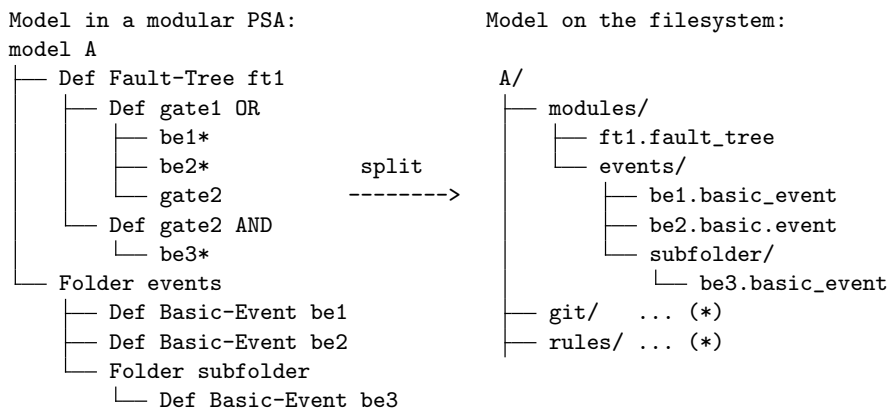 Model in a modular PSA:                Model on the filesystem:
model A
├── Def Fault-Tree ft1                  A/
│   ├── Def gate1 OR                    ├── modules/
│   │   ├── be1*                        │   ├── ft1.fault_tree
│   │   ├── be2*            split       │   └── events/
│   │   └── gate2          -------->    │       ├── be1.basic_event
│   └── Def gate2 AND                   │       ├── be2.basic.event
│       └── be3*                        │       └── subfolder/
└── Folder events                       │           └── be3.basic_event
    ├── Def Basic-Event be1             ├── git/   ... (*)
    ├── Def Basic-Event be2             ├── rules/ ... (*)
    └── Folder subfolder
        └── Def Basic-Event be3